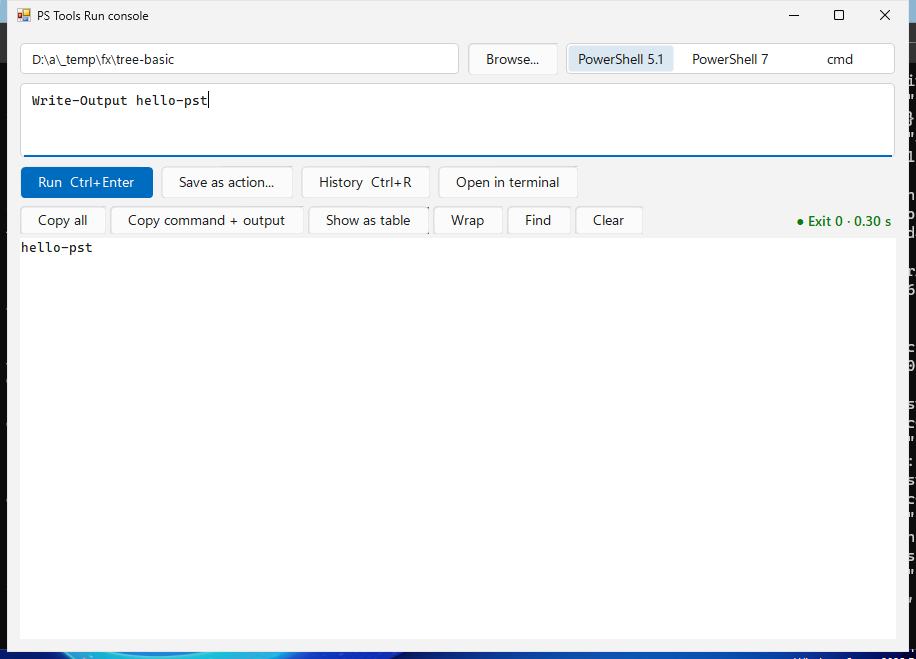 PS Tools Run console
D:\a\_temp\fx\tree-basic Browse... PowerShell 5.1 PowerShell 7 cmd
Write-Output hello-pst
Run Ctrl+Enter Save as action... History Ctrl+R Open in terminal
Copy all Copy command + output Show as table Wrap Find Clear ● Exit 0 · 0.30 s
hello-pst